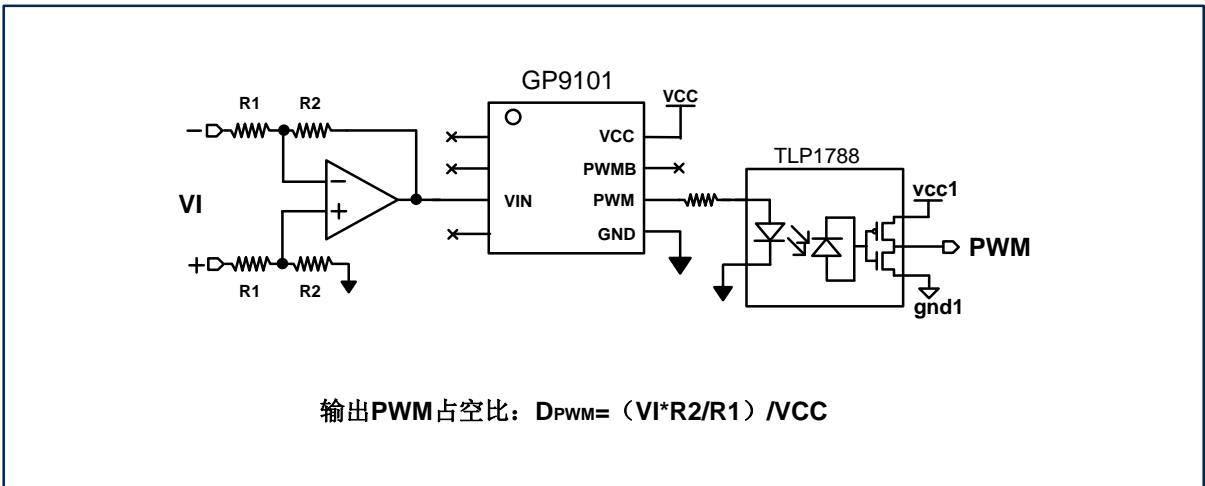 GP9101
VCC
R1
R2
−
VCC
TLP1788
PWMB
VI
−
VIN
PWM
vcc1
+
GND
PWM
+
R1
R2
gnd1
输出PWM占空比：DPWM=（VI*R2/R1）/VCC